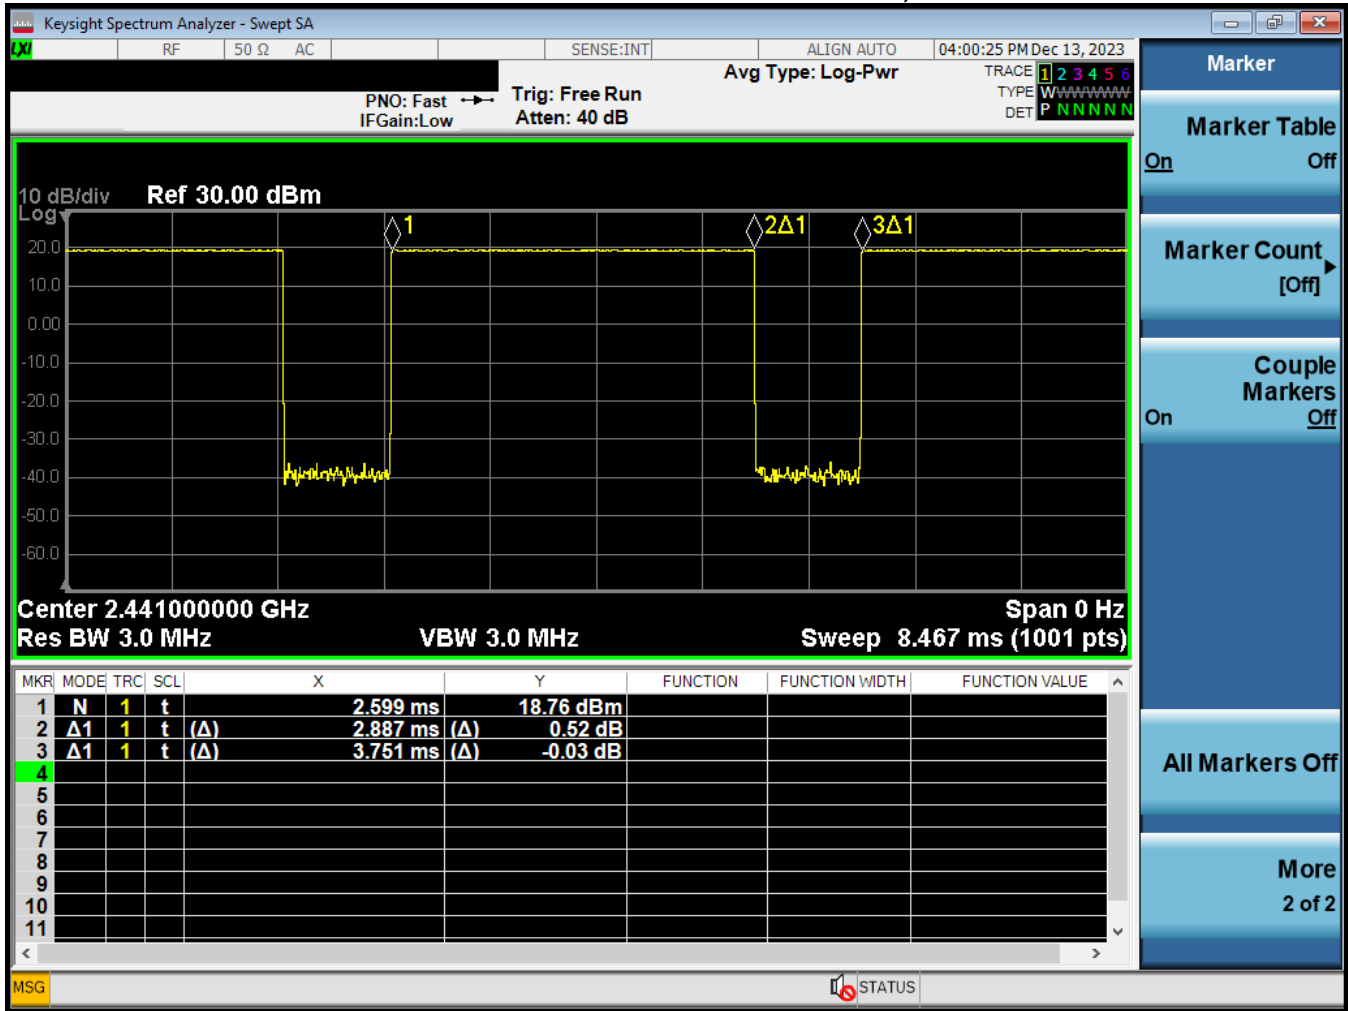 Keysight Spectrum Analyzer - Swept SA
LXI RF 50 Ω AC SENSE:INT ALIGN AUTO 04:00:25 PM Dec 13, 2023
Avg Type: Log-Pwr
TRACE 1 2 3 4 5 6
PNO: Fast Trig: Free Run
TYPE WWWWWW
IFGain:Low Atten: 40 dB
DET P N N N N N
10 dB/div Ref 30.00 dBm
Log
1 2Δ1 3Δ1
20.0
10.0
0.00
-10.0
-20.0
-30.0
-40.0
-50.0
-60.0
Center 2.441000000 GHz Span 0 Hz
Res BW 3.0 MHz VBW 3.0 MHz Sweep 8.467 ms (1001 pts)
MKR MODE TRC SCL X Y FUNCTION FUNCTION WIDTH FUNCTION VALUE
1 N 1 t 2.599 ms 18.76 dBm
2 Δ1 1 t (Δ) 2.887 ms (Δ) 0.52 dB
3 Δ1 1 t (Δ) 3.751 ms (Δ) -0.03 dB
4
5
6
7
8
9
10
11
MSG STATUS
Marker
Marker Table
On Off
Marker Count
[Off]
Couple
Markers
On Off
All Markers Off
More
2 of 2